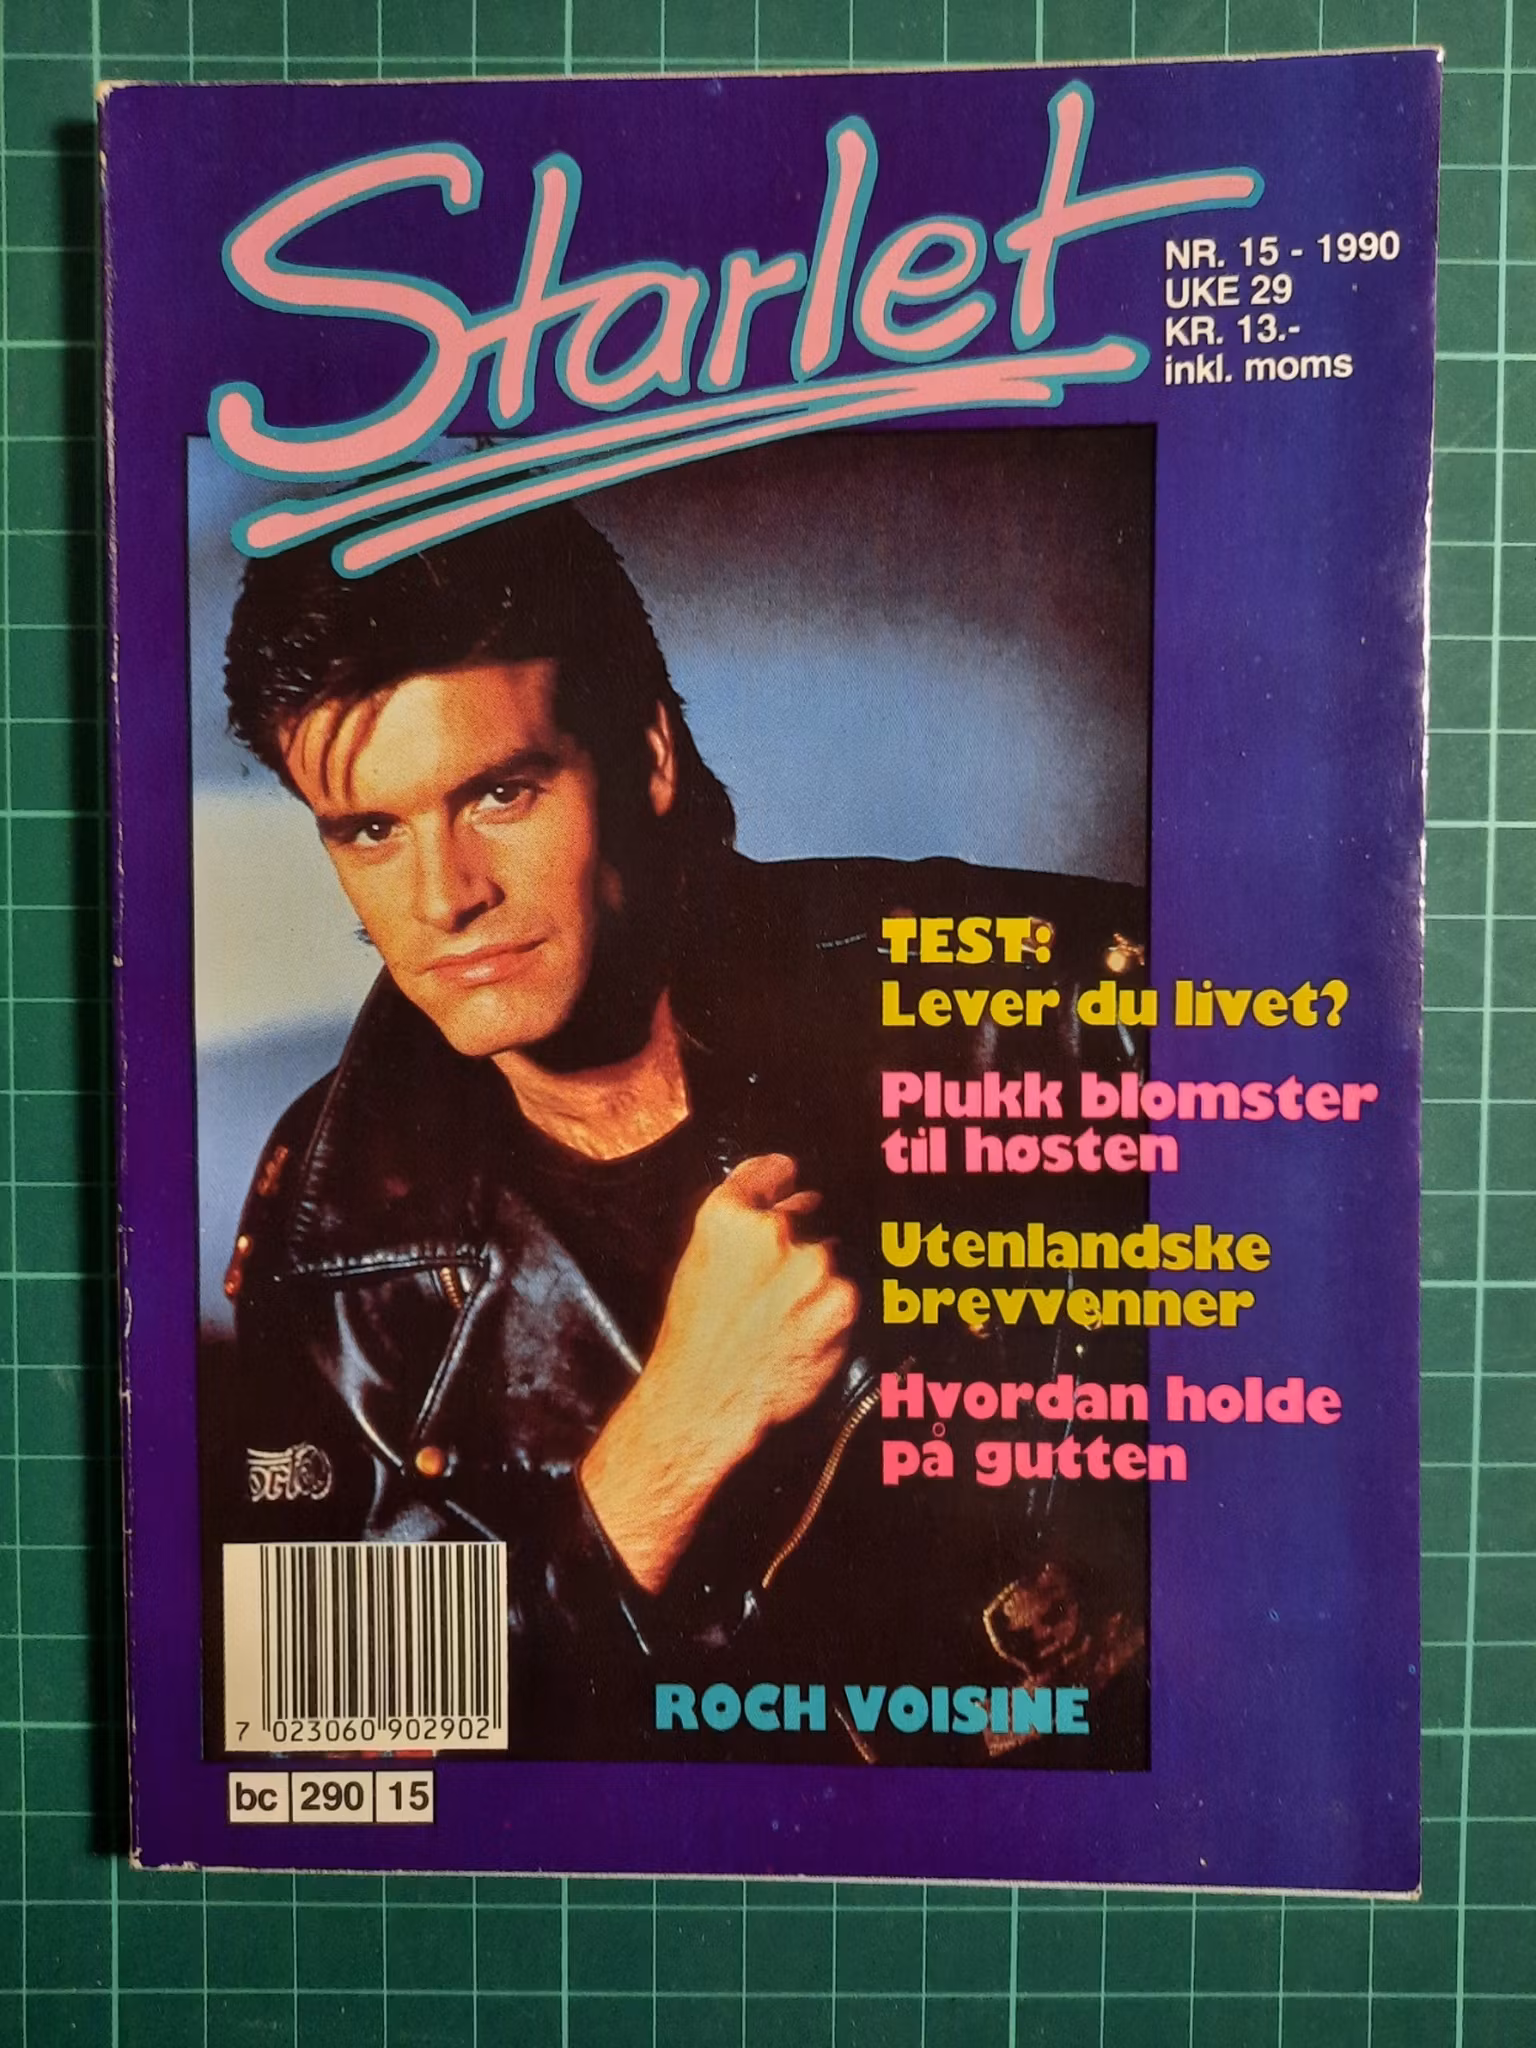 Starlet
NR. 15 - 1990
UKE 29
KR. 13.-
inkl. moms
TEST:
Lever du livet?
Plukk blomster
til høsten
Utenlandske
brevvenner
Hvordan holde
på gutten
ROCH VOISINE
7 023060 902902
bc 290 15